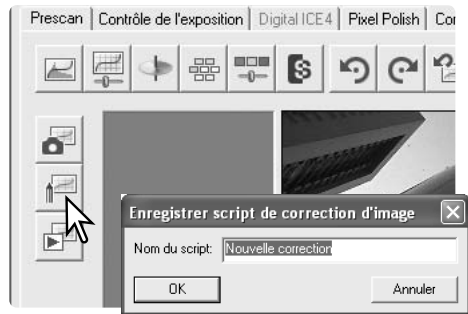 Prescan Contrôle de l'exposition Digital ICE4 Pixel Polish
Enregistrer script de correction d'image
Nom du script: Nouvelle correction
OK Annuler